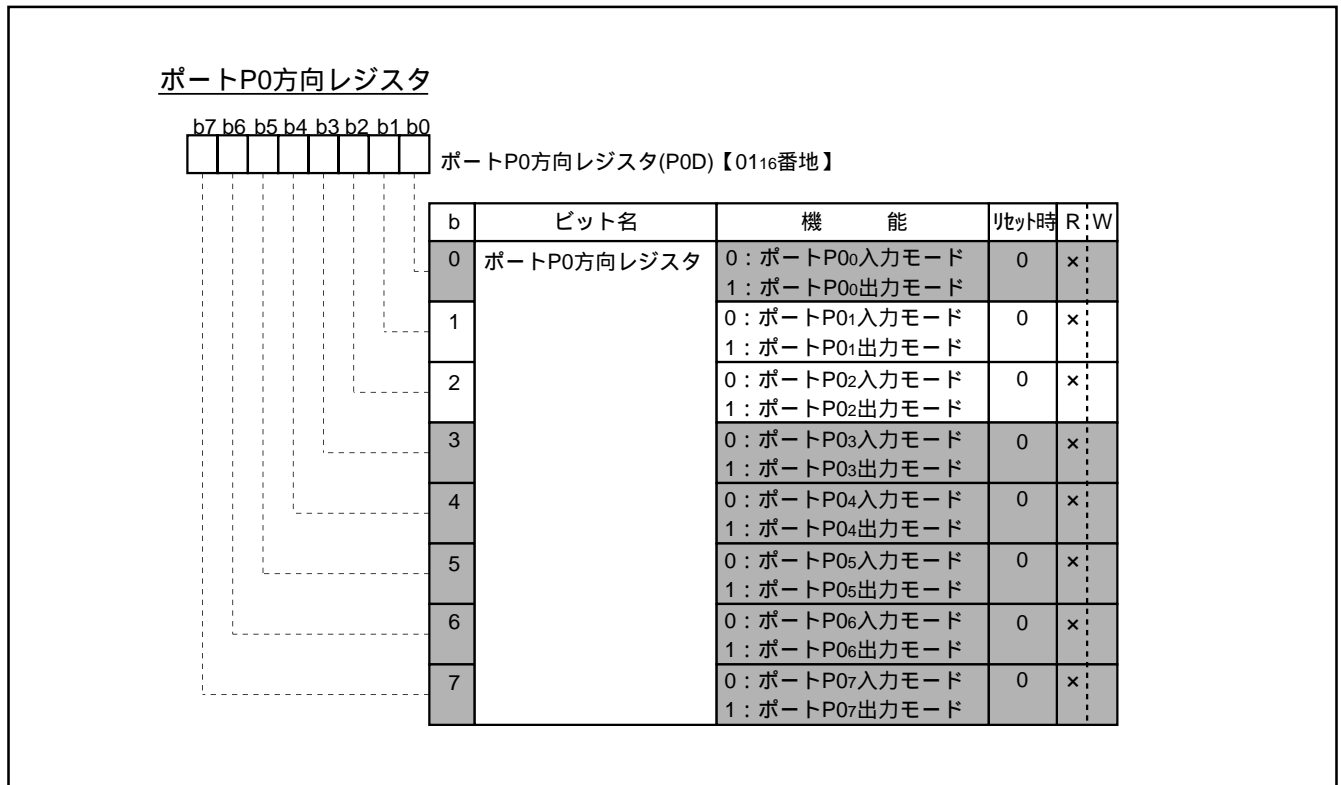 ポートP0方向レジスタ
b7 b6 b5 b4 b3 b2 b1 b0
ポートP0方向レジスタ(P0D)【0116番地】
b ビット名 機 能 リセット時 R W
0 ポートP0方向レジスタ 0：ポートP00入力モード 0 ×
1：ポートP00出力モード
1 0：ポートP01入力モード 0 ×
1：ポートP01出力モード
2 0：ポートP02入力モード 0 ×
1：ポートP02出力モード
3 0：ポートP03入力モード 0 ×
1：ポートP03出力モード
4 0：ポートP04入力モード 0 ×
1：ポートP04出力モード
5 0：ポートP05入力モード 0 ×
1：ポートP05出力モード
6 0：ポートP06入力モード 0 ×
1：ポートP06出力モード
7 0：ポートP07入力モード 0 ×
1：ポートP07出力モード